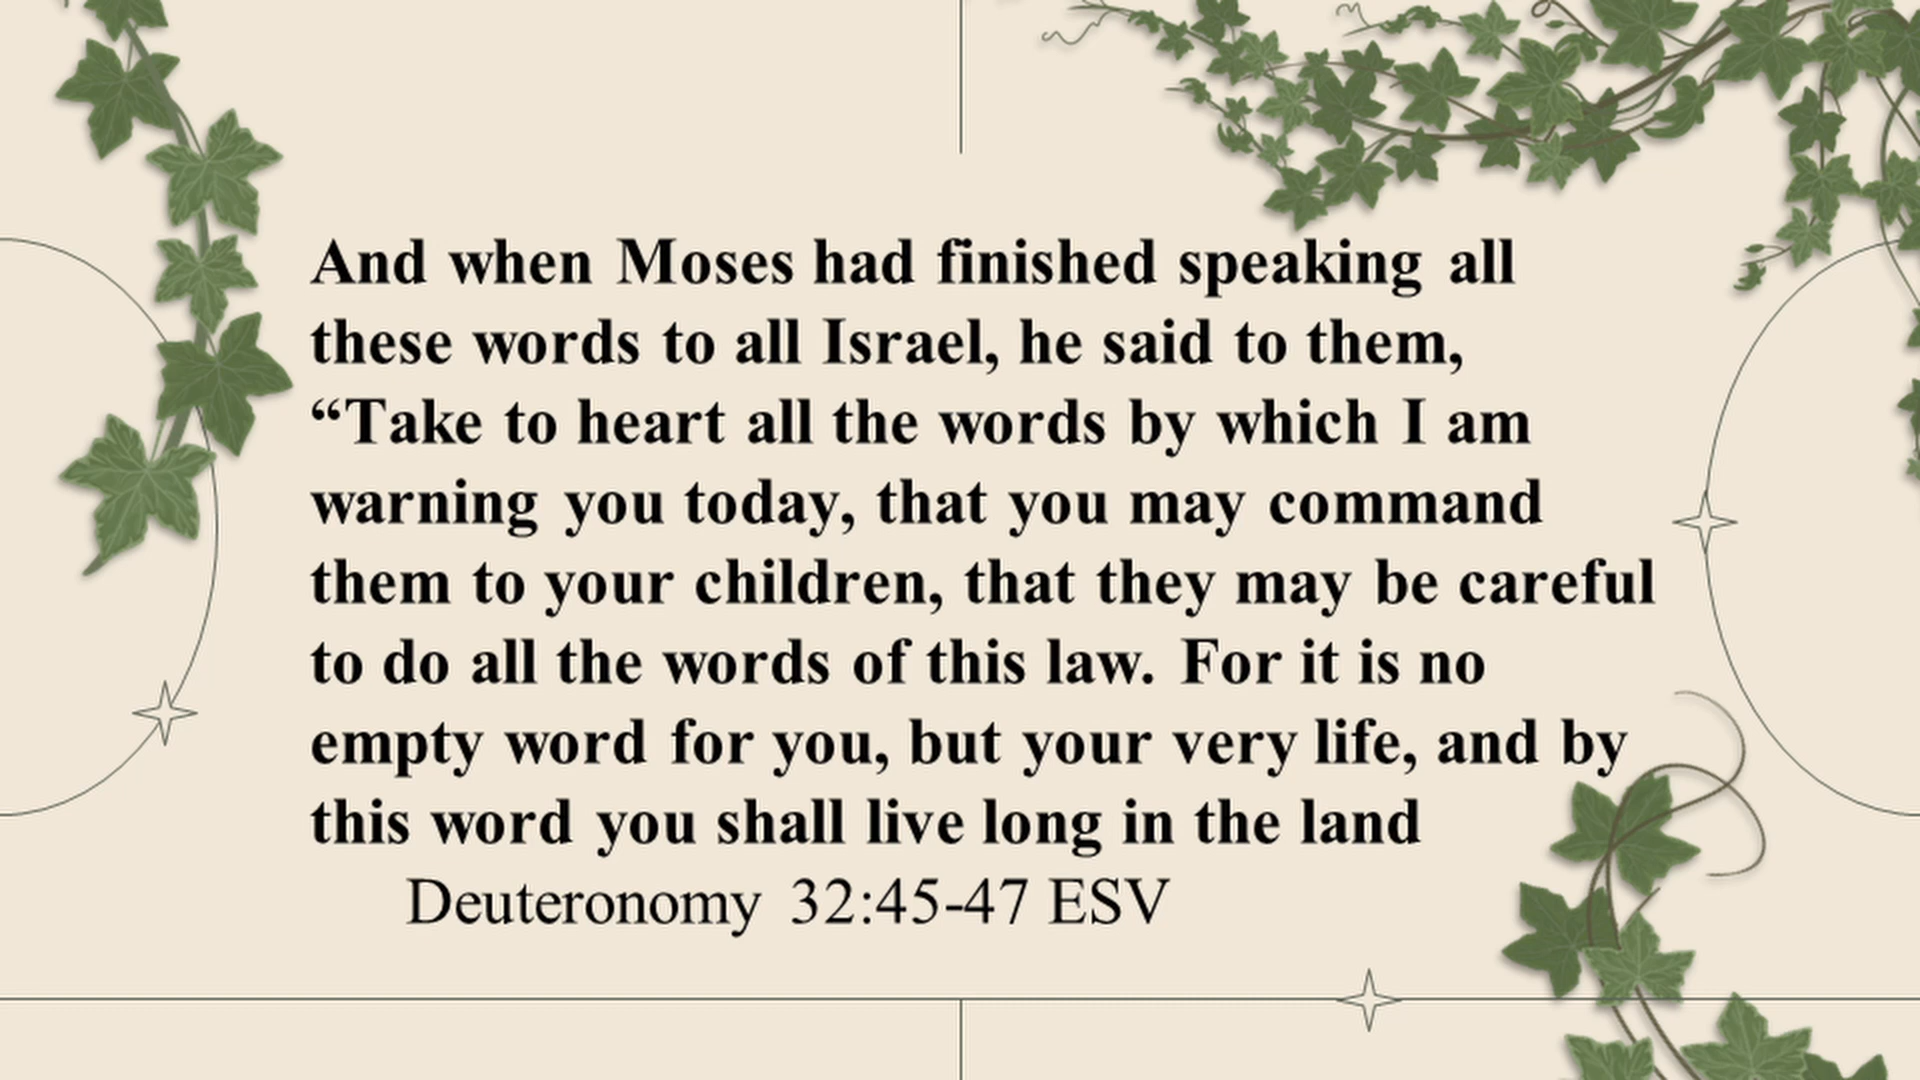 And when Moses had finished speaking all
these words to all Israel, he said to them,
“Take to heart all the words by which I am
warning you today, that you may command
them to your children, that they may be careful
to do all the words of this law. For it is no
empty word for you, but your very life, and by
this word you shall live long in the land
Deuteronomy 32:45-47 ESV